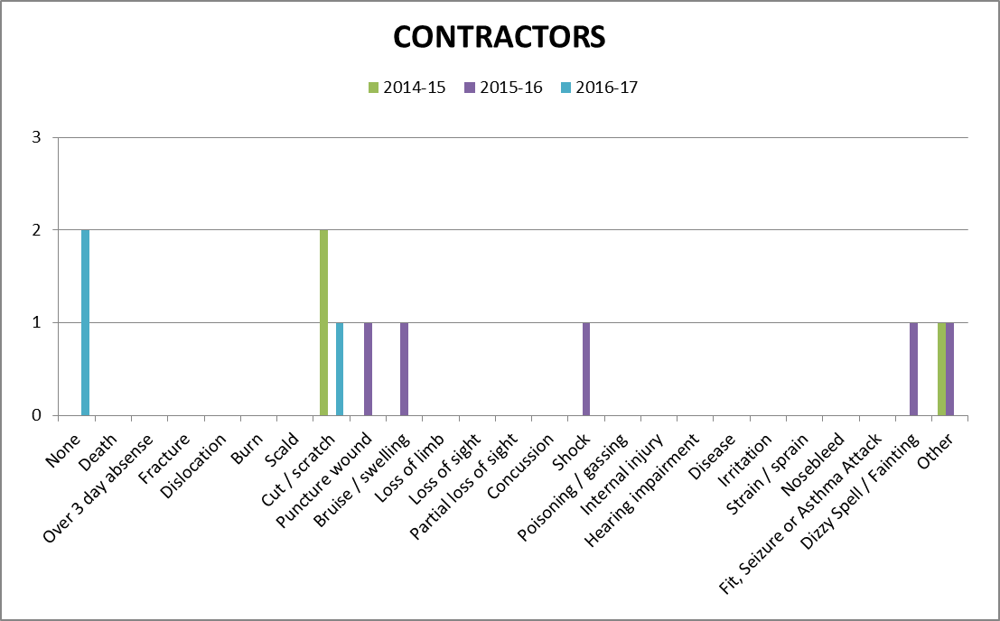 CONTRACTORS
2014-15 2015-16 2016-17
3
2
1
0
None
Death
Over 3 day absense
Fracture
Dislocation
Burn
Scald
Cut / scratch
Puncture wound
Bruise / swelling
Loss of limb
Loss of sight
Partial loss of sight
Concussion
Shock
Poisoning / gassing
Internal injury
Hearing impairment
Disease
Irritation
Strain / sprain
Nosebleed
Fit, Seizure or Asthma Attack
Dizzy Spell / Fainting
Other